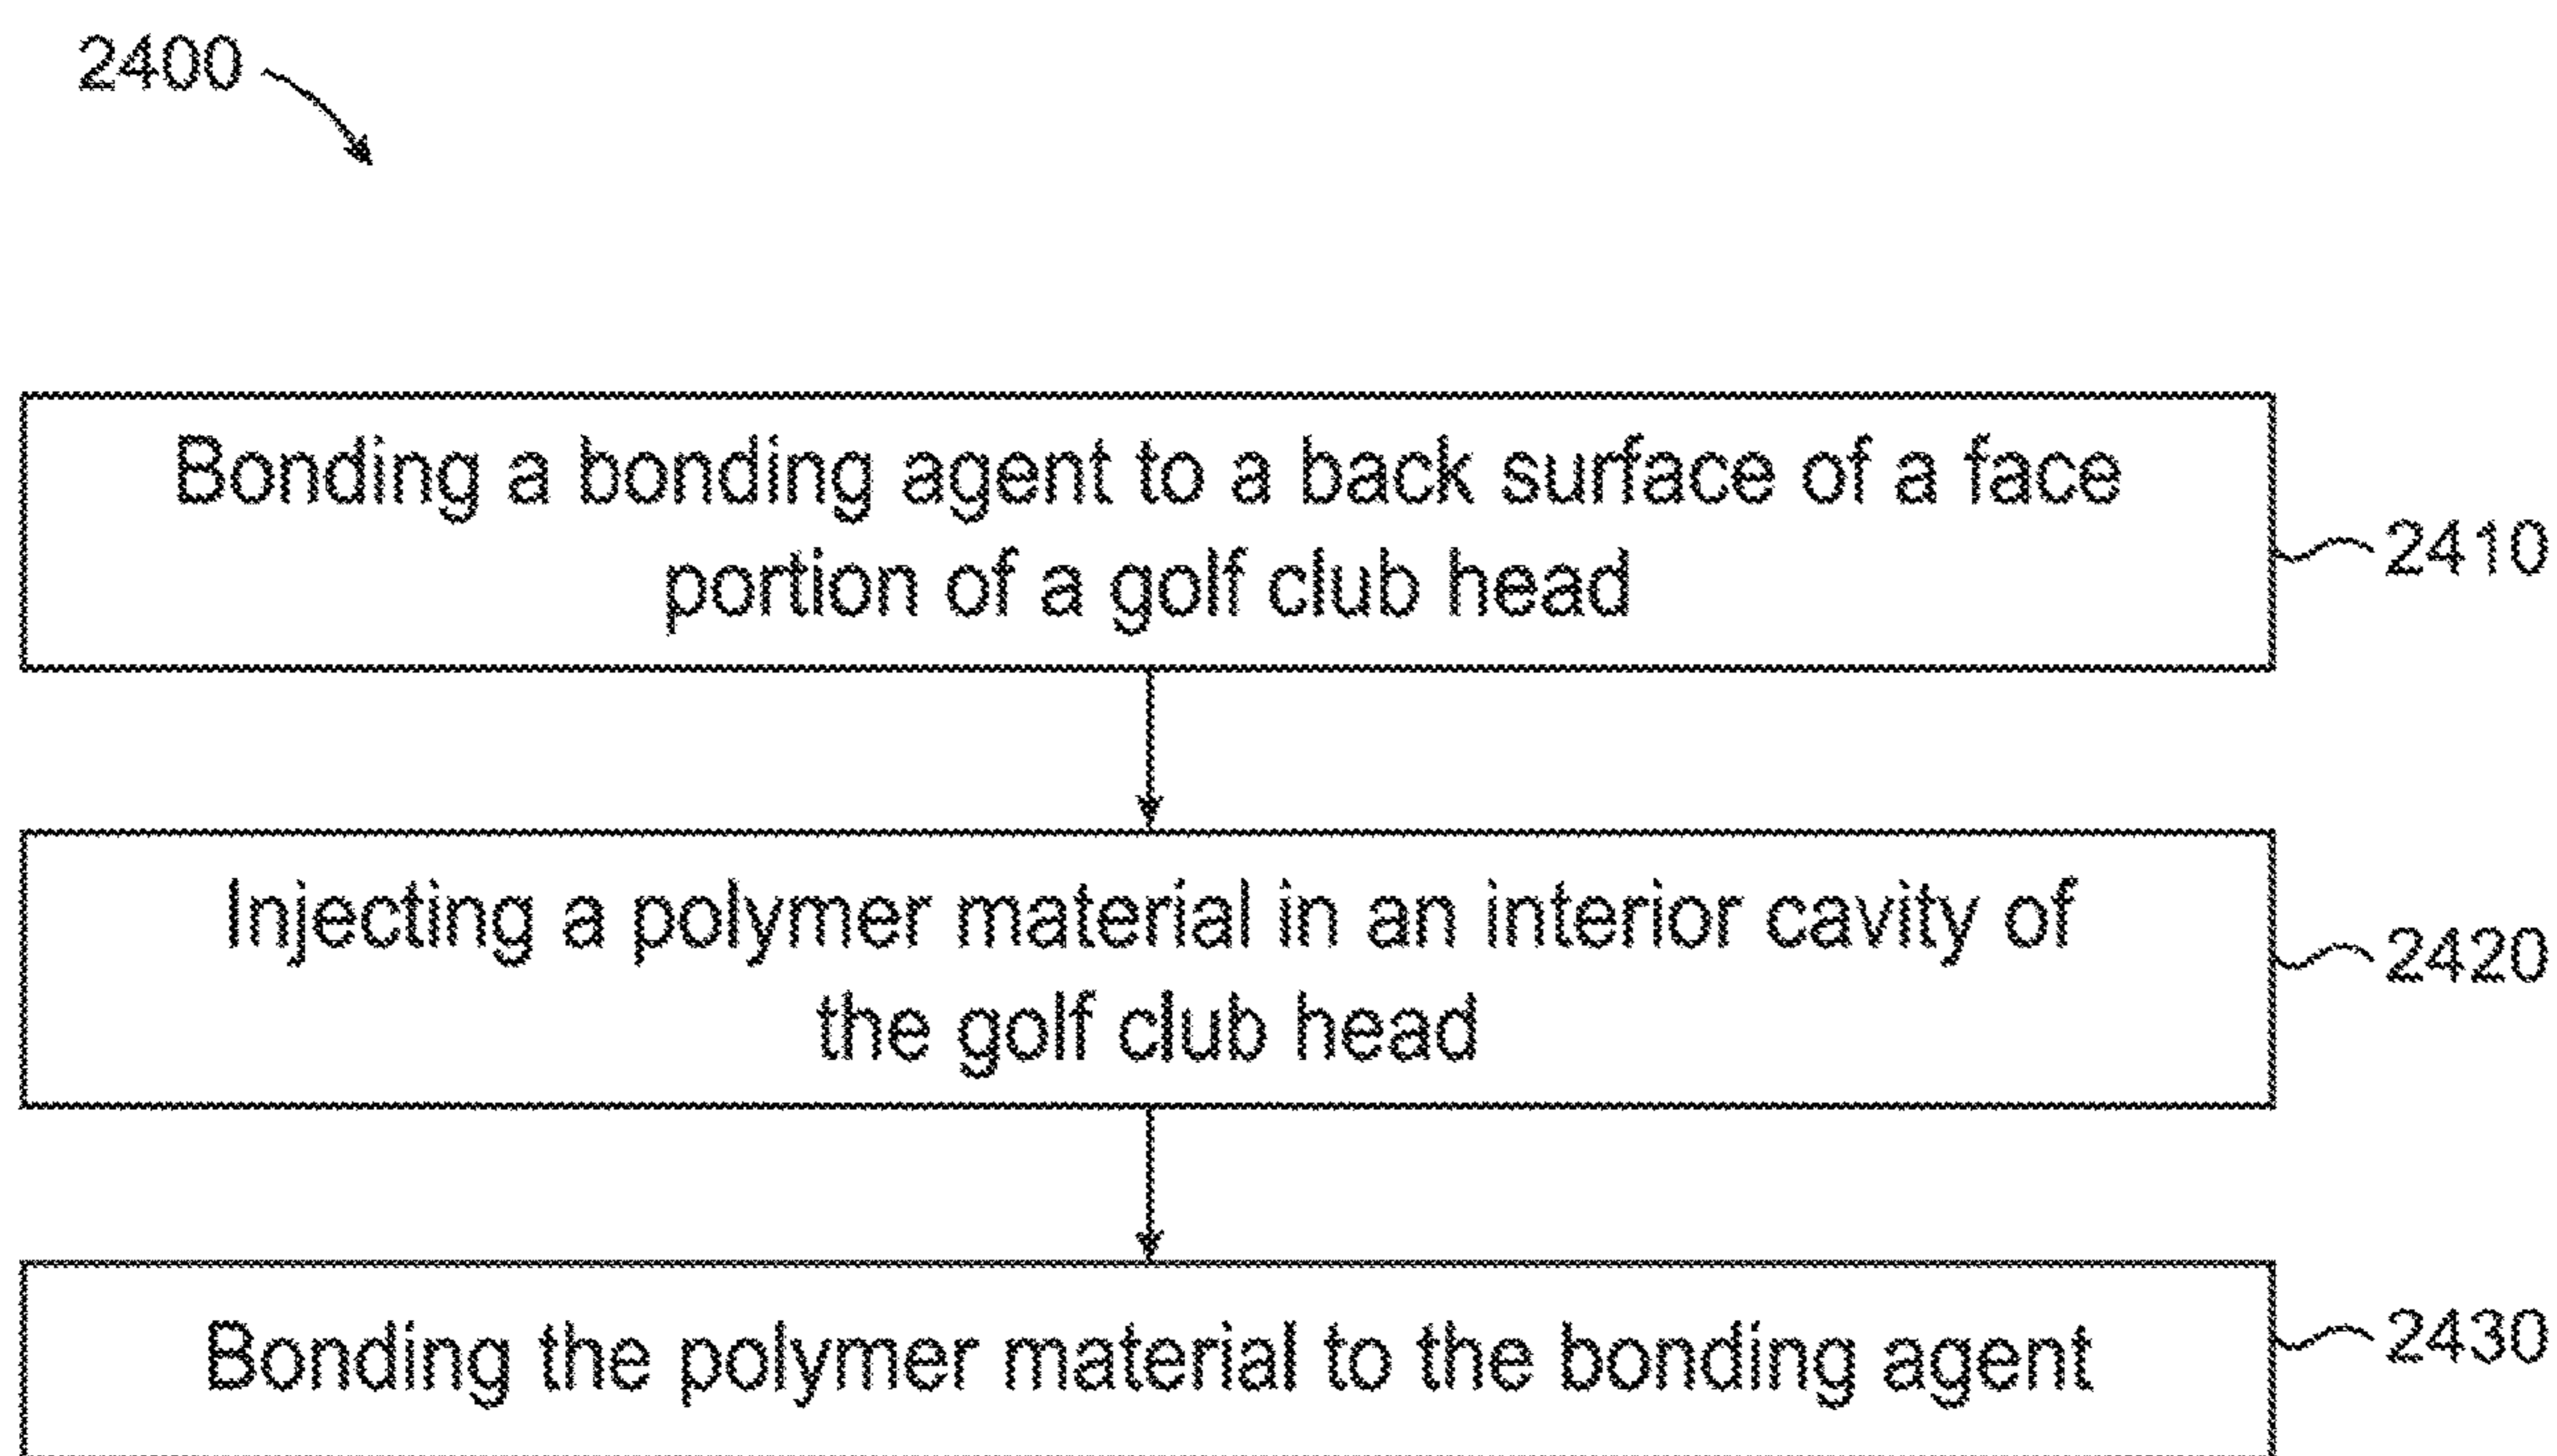 2400
Bonding a bonding agent to a back surface of a face
portion of a golf club head
2410
Injecting a polymer material in an interior cavity of
the golf club head
2420
Bonding the polymer material to the bonding agent
2430